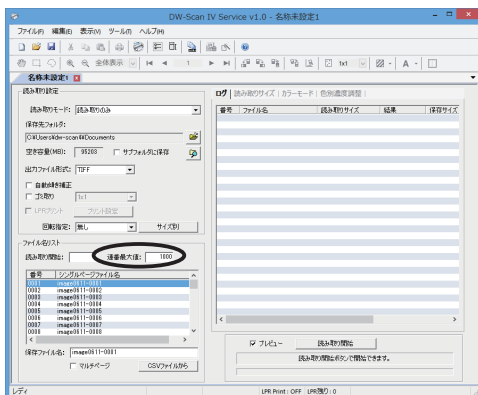 DW-Scan IV Service v1.0 - 名称未設定1
ファイル(F) 編集(E) 表示(V) ツール(T) ヘルプ(H)
全体表示 1 1x1 A
名称未設定1
読み取り設定
読み取りモード: 読み取りのみ
保存先フォルダ:
C:¥Users¥dw-scan4¥Documents
空き容量(MB): 95203 サブフォルダに保存
出力ファイル形式: TIFF
自動傾き補正
ゴミ取り 1x1
LPRプリント プリント設定
回転指定: 無し サイズ別
ファイル名リスト
読み取り開始: 連番最大値: 1000
番号 シングルページファイル名
0001 image0611-0001
0002 image0611-0002
0003 image0611-0003
0004 image0611-0004
0005 image0611-0005
0006 image0611-0006
0007 image0611-0007
0008 image0611-0008
保存ファイル名: image0611-0001
マルチページ CSVファイルから
ログ 読み取りサイズ カラーモード 色別濃度調整
番号 ファイル名 読み取りサイズ 結果 保存サイズ
プレビュー 読み取り開始
読み取り開始ボタンで開始できます。
レディ LPR Print : OFF LPR残り : 0